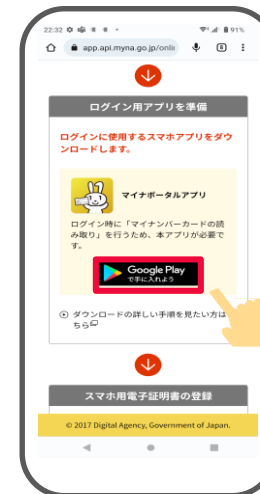 22:32 91%
app.api.myna.go.jp/onlin
ログイン用アプリを準備
ログインに使用するスマホアプリをダウ
ンロードします。
マイナポータルアプリ
ログイン時に「マイナンバーカードの読
み取り」を行うため、本アプリが必要で
す。
Google Play
で手に入れよう
ダウンロードの詳しい手順を見たい方は
ちら
スマホ用電子証明書の登録
© 2017 Digital Agency, Government of Japan.